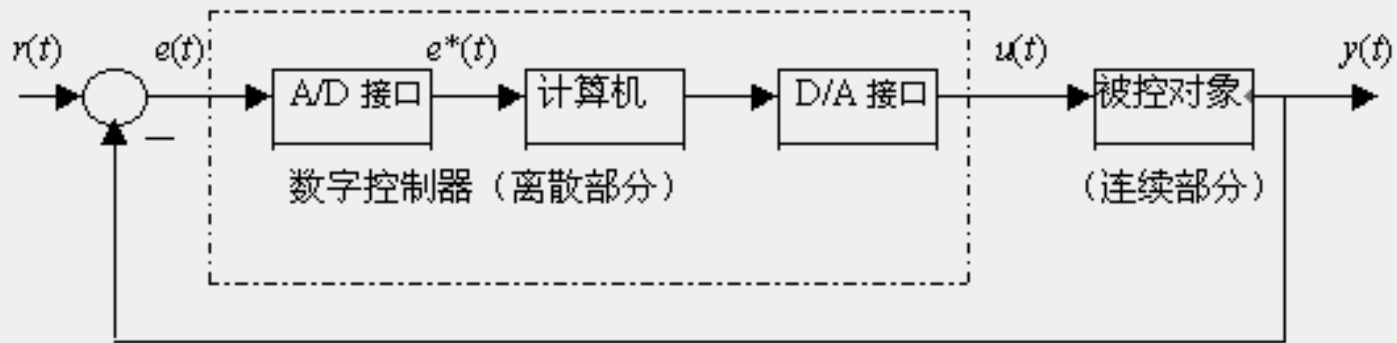 r(t) e(t) e*(t) u(t) y(t)
A/D 接口 计算机 D/A 接口 被控对象
—
数字控制器（离散部分） （连续部分）